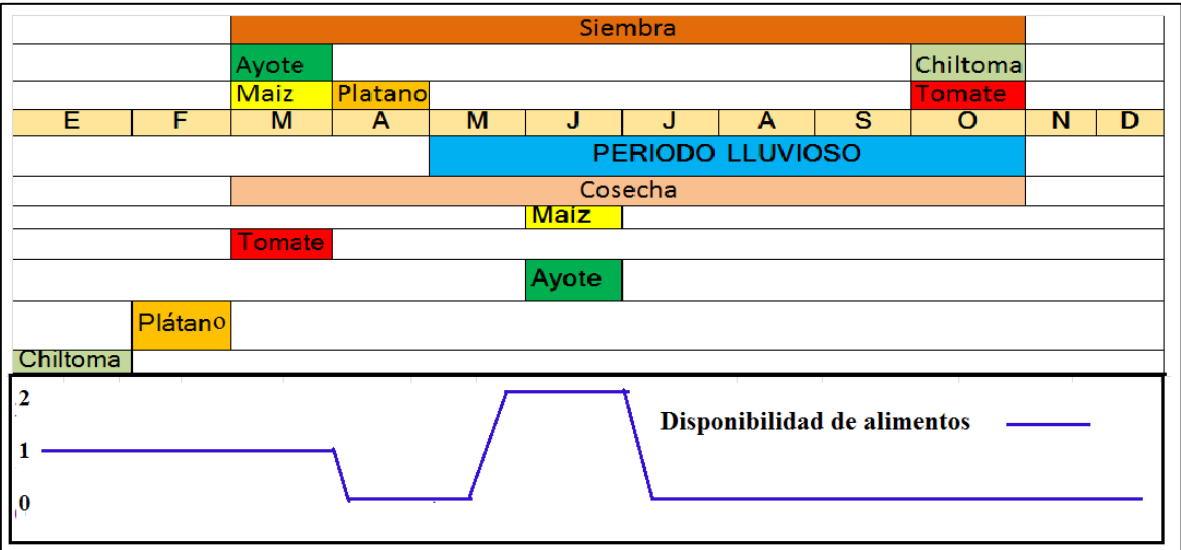 Siembra
Ayote Chiltoma
Maiz Platano Tomate
E F M A M J J A S O N D
PERIODO LLUVIOSO
Cosecha
Maíz
Tomate
Ayote
Plátano
Chiltoma
2
Disponibilidad de alimentos
1
0